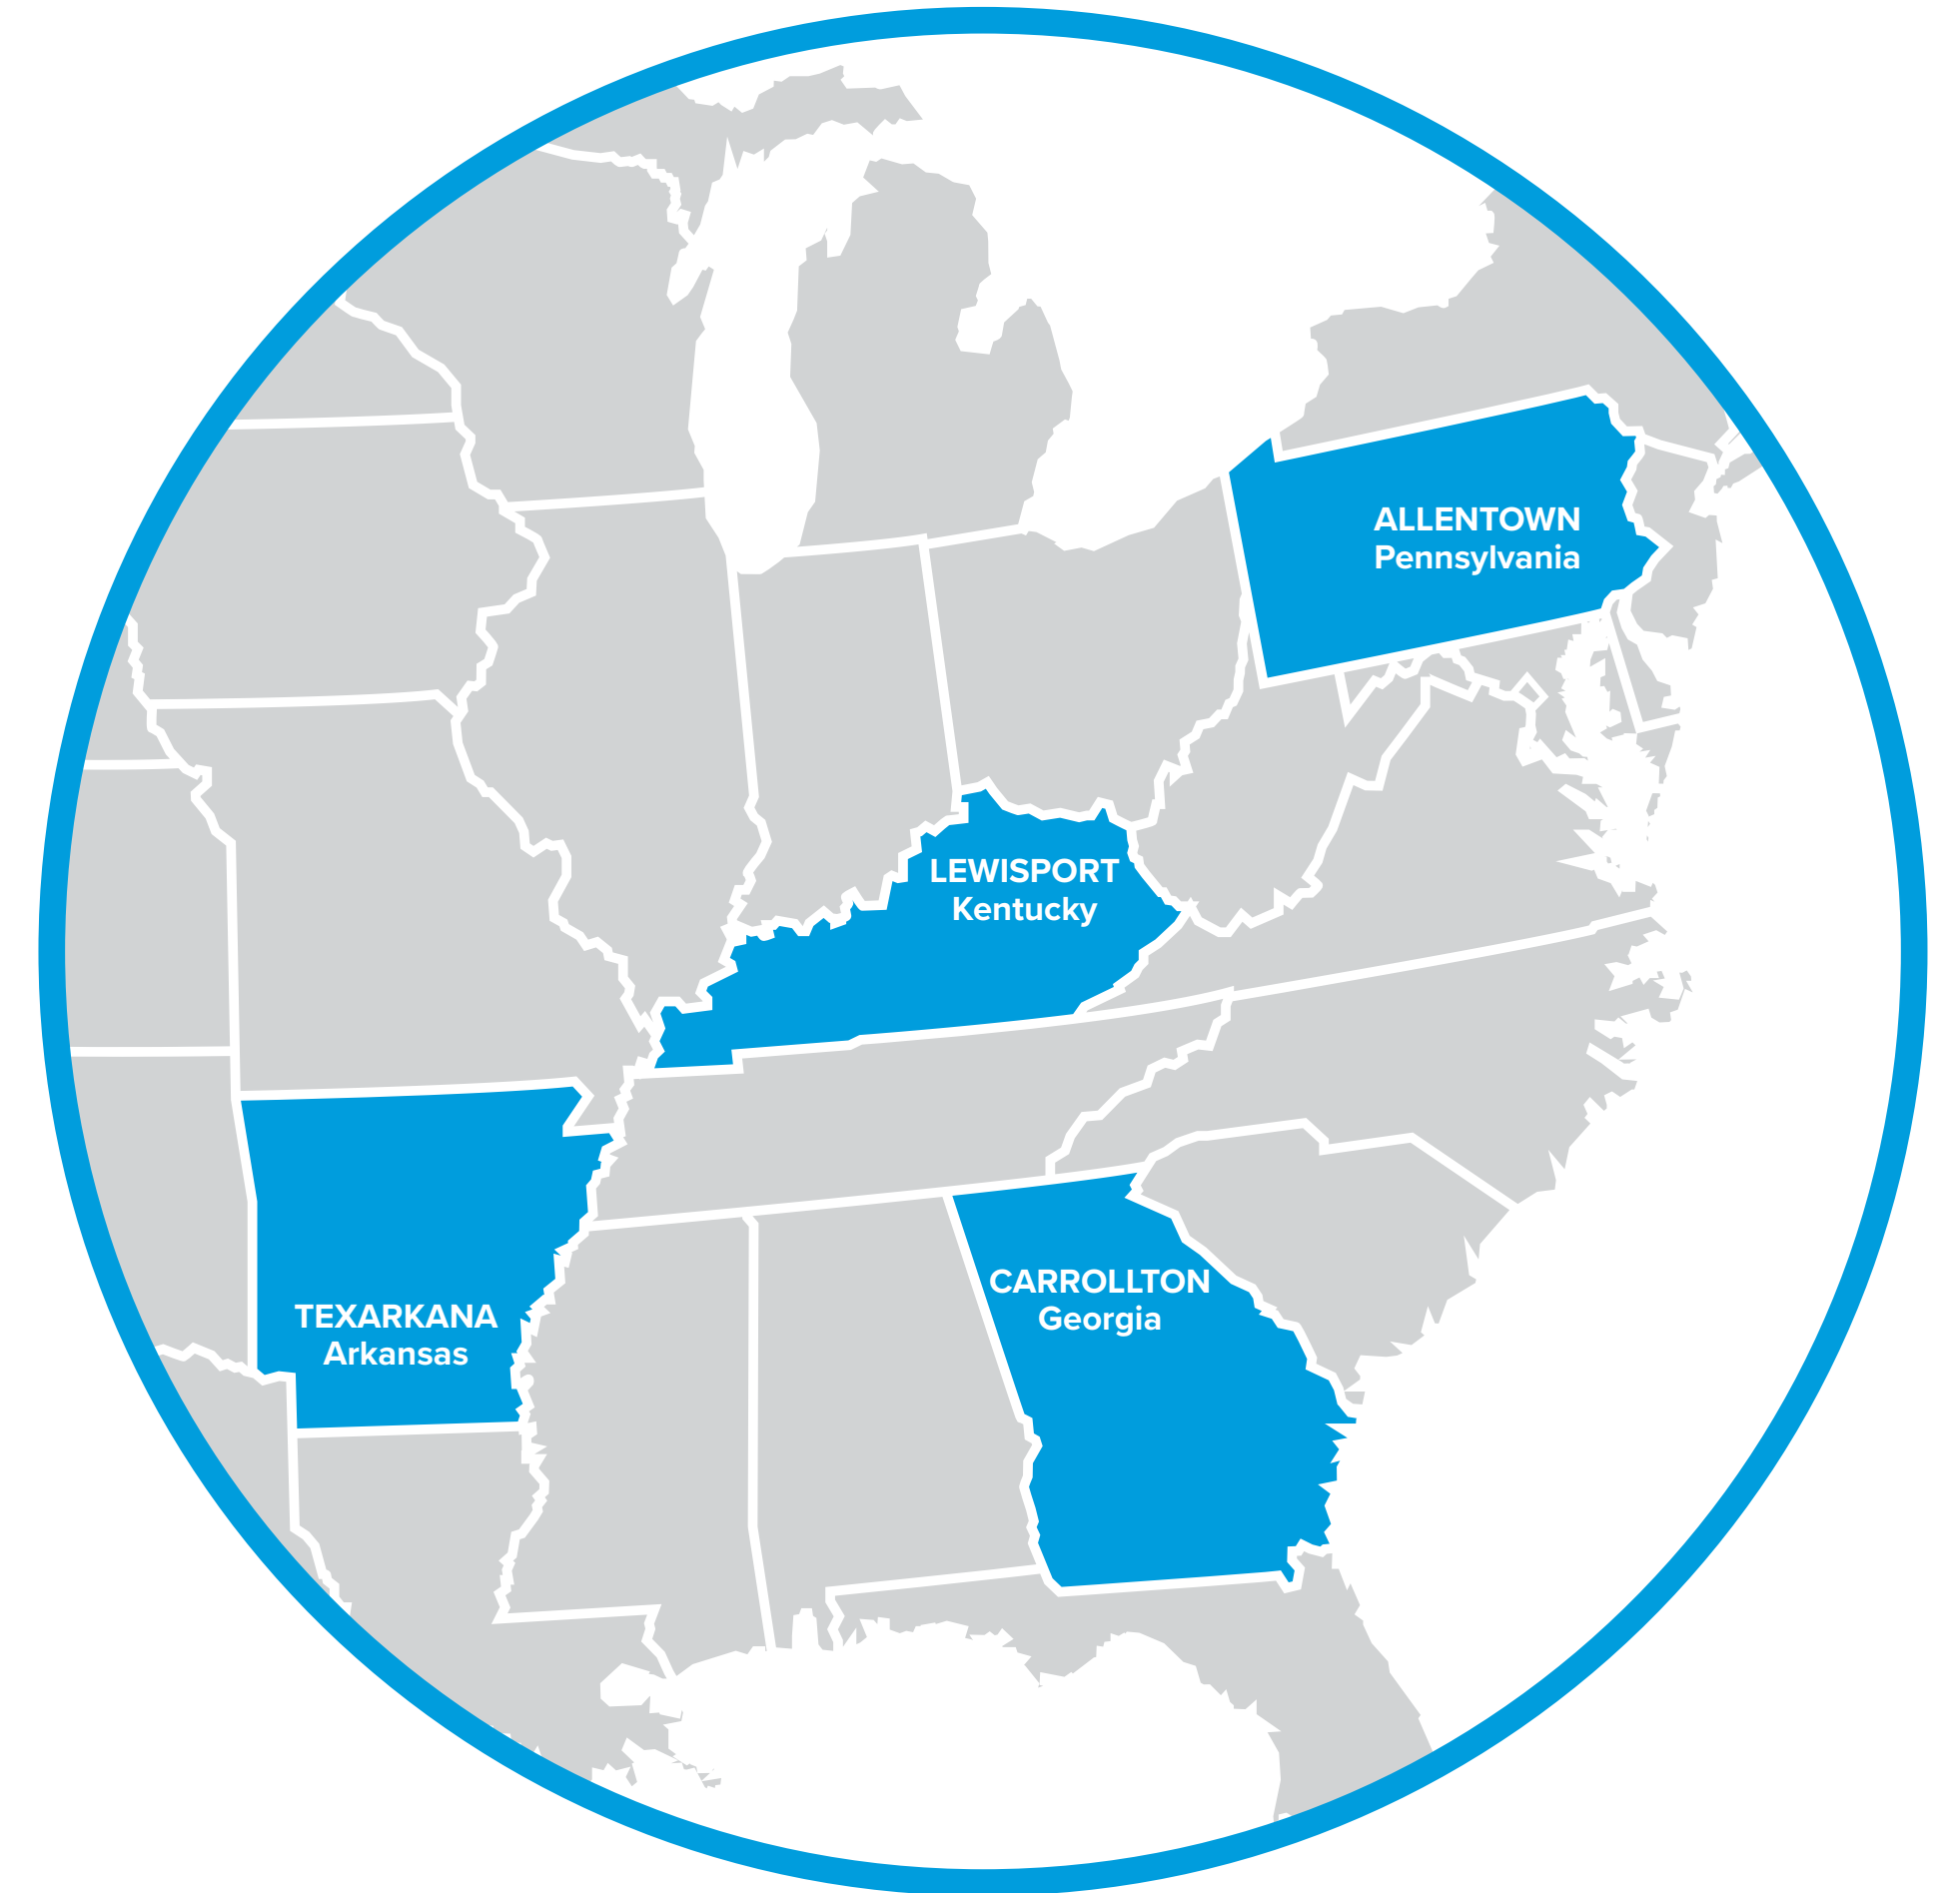 ALLENTOWN
Pennsylvania
LEWISPORT
Kentucky
CARROLLTON
Georgia
TEXARKANA
Arkansas